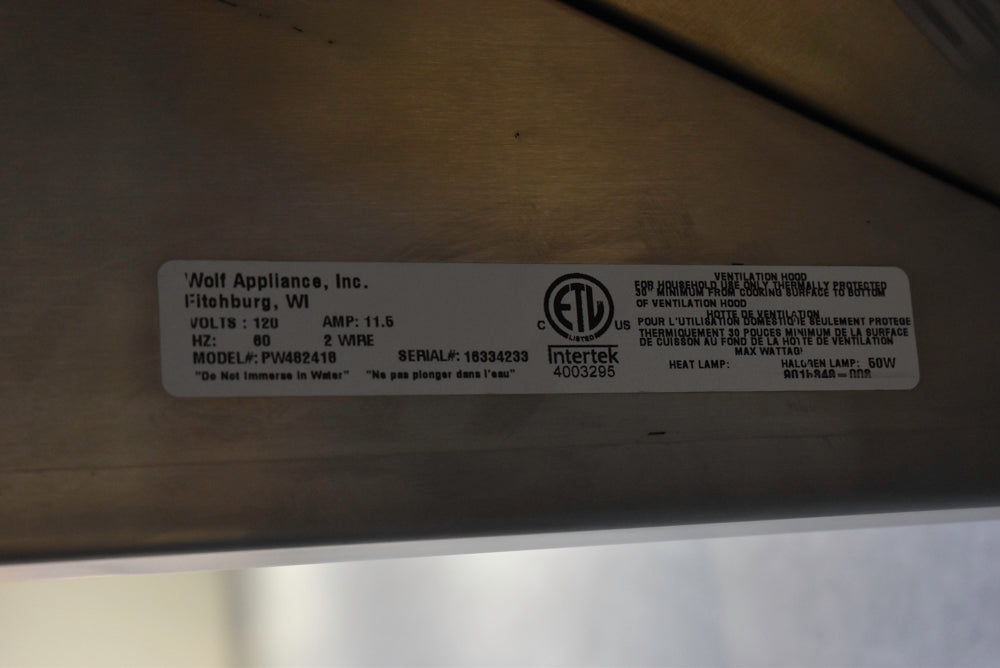 Wolf Appliance, Inc.
Fitchburg, WI
VOLTS : 120 AMP: 11.5
HZ: 60 2 WIRE
MODEL#: PW482418 SERIAL#: 16334233
"Do Not Immerse in Water" "Ne pas plonger dans l'eau"
ETL
LISTED
C US
Intertek
4003295
VENTILATION HOOD
FOR HOUSEHOLD USE ONLY THERMALLY PROTECTED
30" MINIMUM FROM COOKING SURFACE TO BOTTOM
OF VENTILATION HOOD
HOTTE DE VENTILATION
POUR L'UTILISATION DOMESTIQUE SEULEMENT PROTEGE
THERMIQUEMENT 30 POUCES MINIMUM DE LA SURFACE
DE CUISSON AU FOND DE LA HOTTE DE VENTILATION
MAX WATTAG
HEAT LAMP: HALOGEN LAMP: 50W